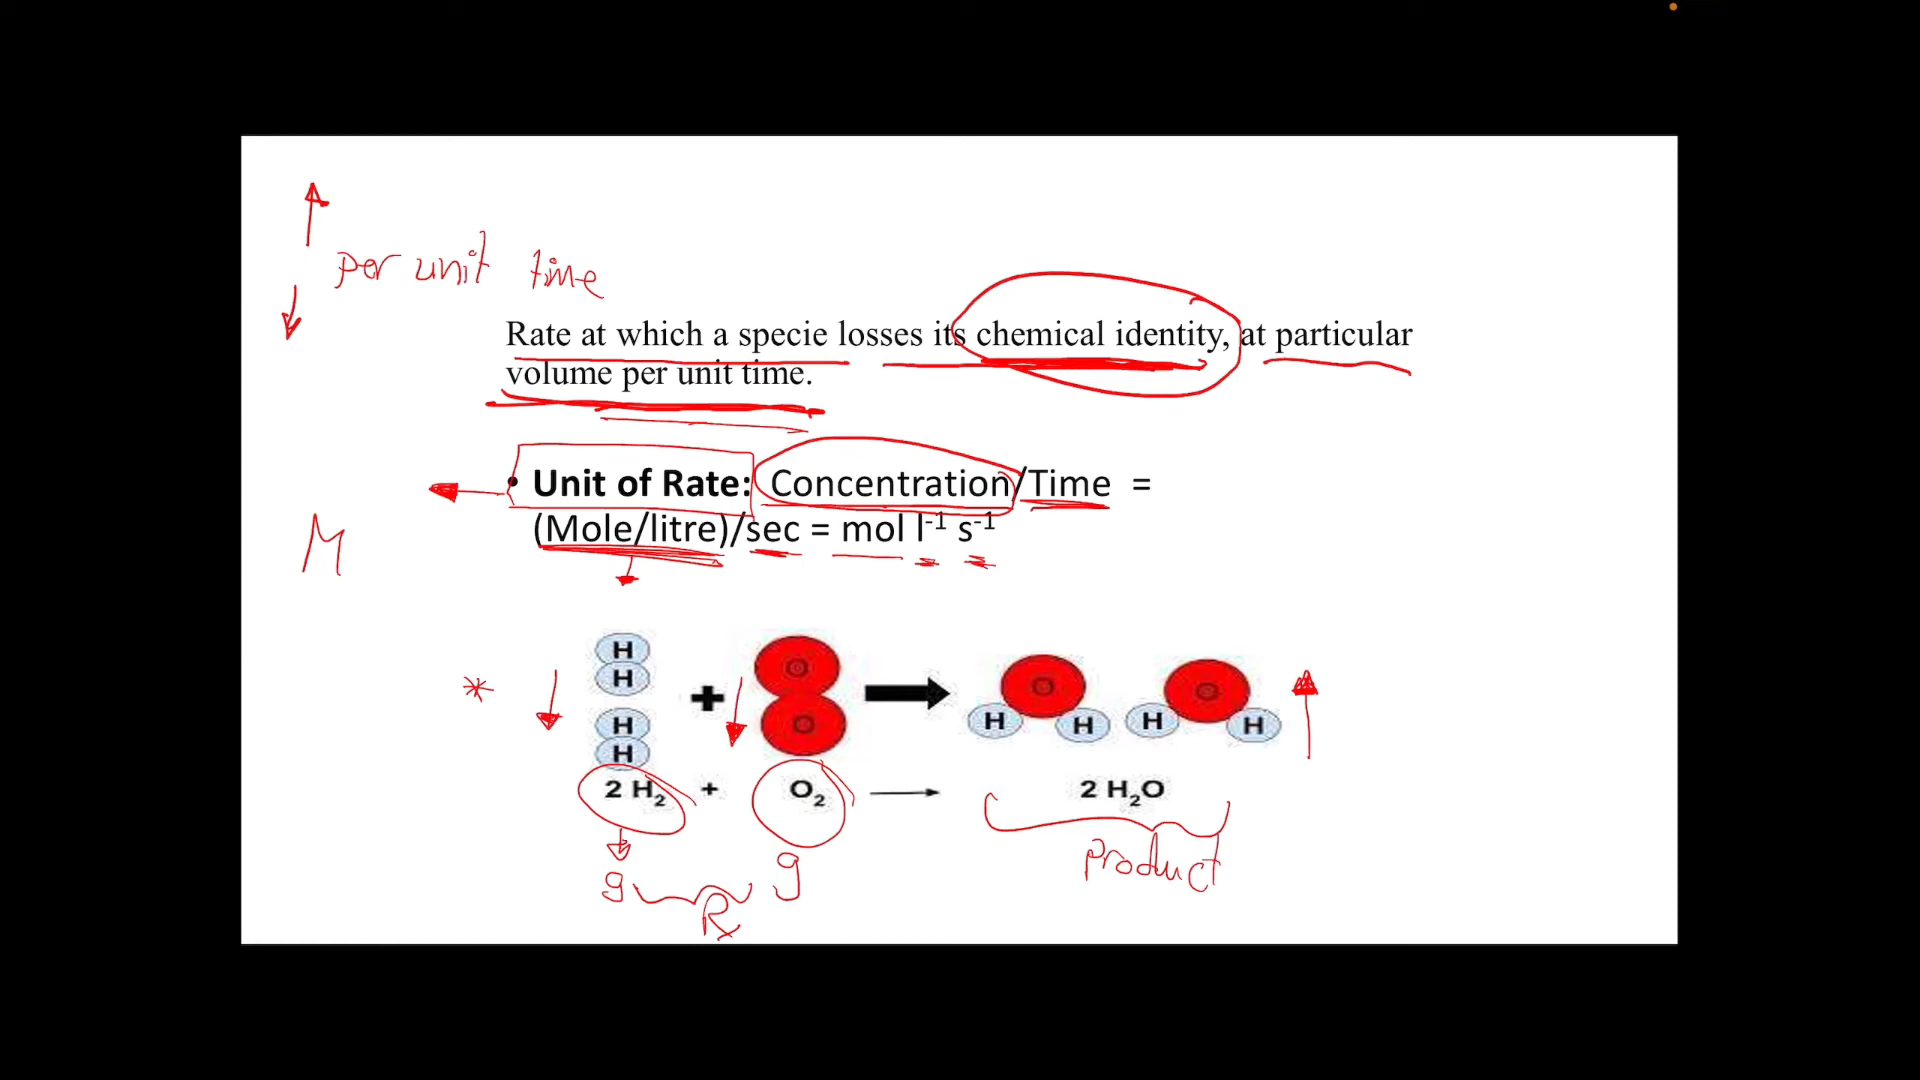 per unit time
Rate at which a specie losses its chemical identity, at particular
volume per unit time.
• Unit of Rate: Concentration/Time =
(Mole/litre)/sec = mol l⁻¹ s⁻¹
M
H
H
H
H
+
O
O
O
H H
O
H H
*
2 H₂ + O₂ → 2 H₂O
g g
Rx
product